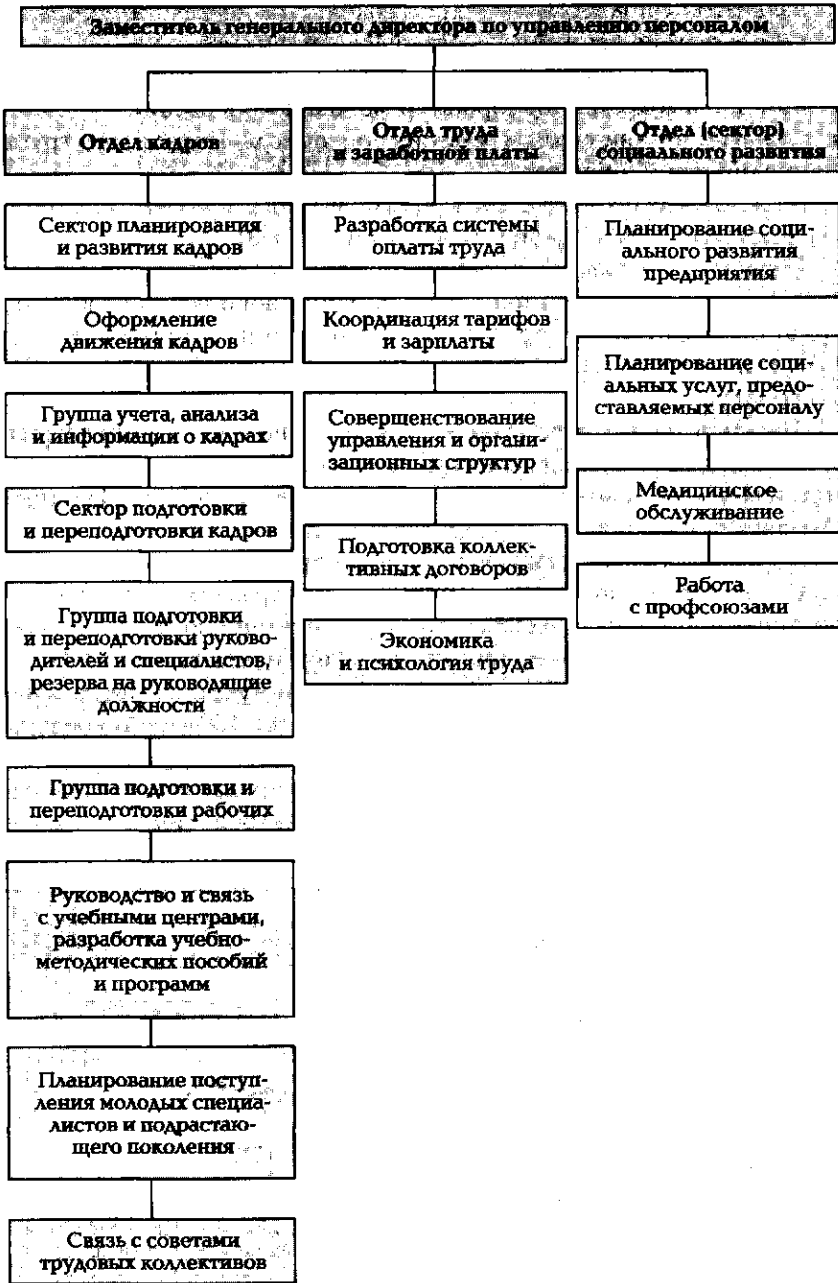 Заместитель генерального директора по управлению персоналом
Отдел кадров
Сектор планирования
и развития кадров
Оформление
движения кадров
Группа учета, анализа
и информации о кадрах
Сектор подготовки
и переподготовки кадров
Группа подготовки
и переподготовки руково-
дителей и специалистов,
резерва на руководящие
должности
Группа подготовки и
переподготовки рабочих
Руководство и связь
с учебными центрами,
разработка учебно-
методических пособий
и программ
Планирование поступ-
ления молодых специа-
листов и подрастаю-
щего поколения
Связь с советами
трудовых коллективов
Отдел труда
и заработной платы
Разработка системы
оплаты труда
Координация тарифов
и зарплаты
Совершенствование
управления и органи-
зационных структур
Подготовка коллек-
тивных договоров
Экономика
и психология труда
Отдел (сектор)
социального развития
Планирование соци-
ального развития
предприятия
Планирование соци-
альных услуг, предо-
ставляемых персоналу
Медицинское
обслуживание
Работа
с профсоюзами